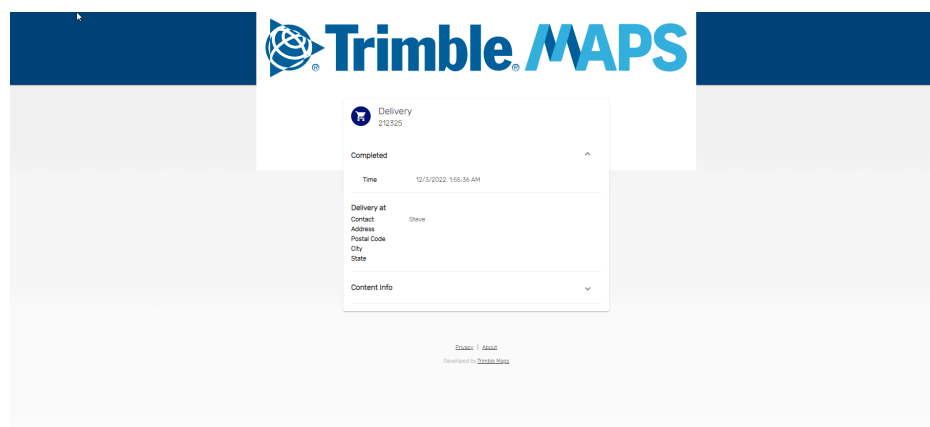 Trimble® MAPS
Delivery
212325
Completed
Time 12/3/2022, 1:55:36 AM
Delivery at
Contact Steve
Address
Postal Code
City
State
Content Info
Privacy | About
Developed by Trimble Maps